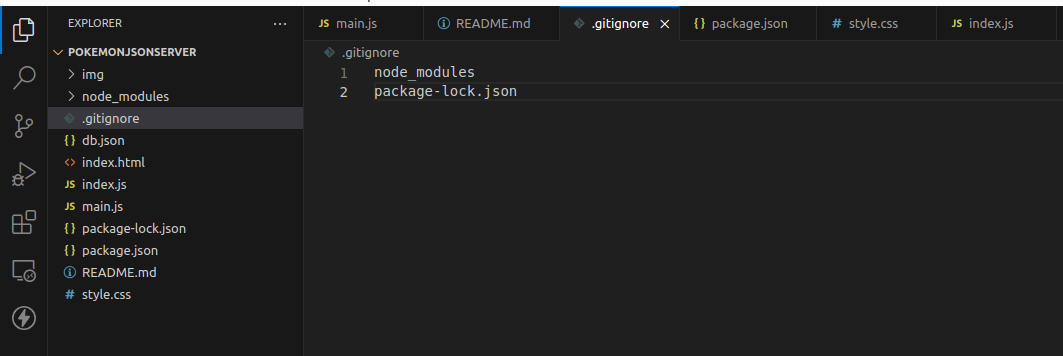 EXPLORER ...
POKEMONJSONSERVER
img
node_modules
.gitignore
{} db.json
<> index.html
JS index.js
JS main.js
{} package-lock.json
{} package.json
README.md
# style.css
JS main.js README.md .gitignore {} package.json # style.css JS index.js
.gitignore
1 node_modules
2 package-lock.json